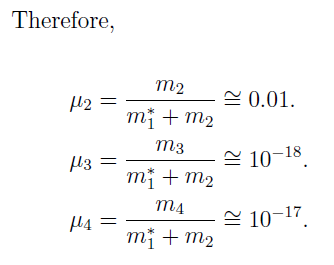 Therefore,
μ₂ = m₂ / (m₁* + m₂) ≅ 0.01.
μ₃ = m₃ / (m₁* + m₂) ≅ 10⁻¹⁸.
μ₄ = m₄ / (m₁* + m₂) ≅ 10⁻¹⁷.